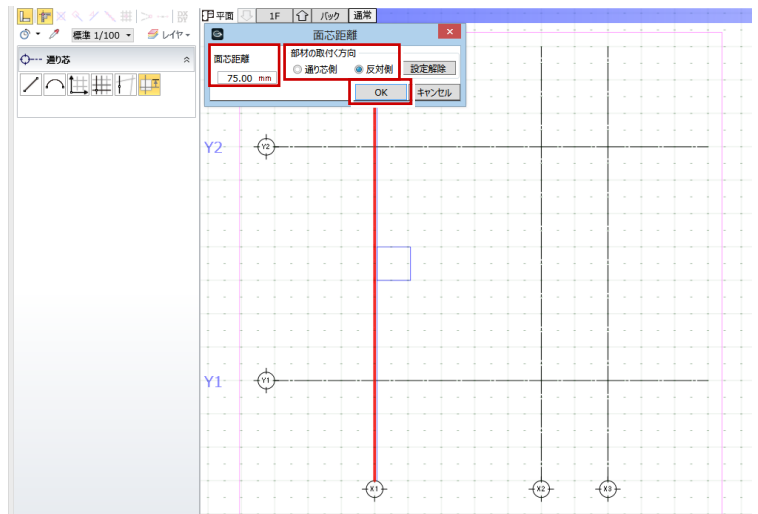 平面 1F バック 通常
標準 1/100 レイヤ
面芯距離
通り芯
面芯距離
75.00 mm
部材の取付く方向
通り芯側 反対側
設定解除
OK キャンセル
Y2 Y2
Y1 Y1
X1 X2 X3